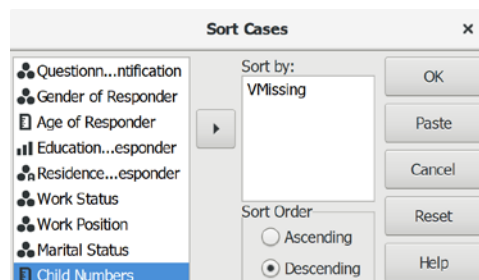 Sort Cases
Questionn...ntification
Gender of Responder
Age of Responder
Education...esponder
Residence...esponder
Work Status
Work Position
Marital Status
Child Numbers
Sort by:
VMissing
Sort Order
Ascending
Descending
OK
Paste
Cancel
Reset
Help